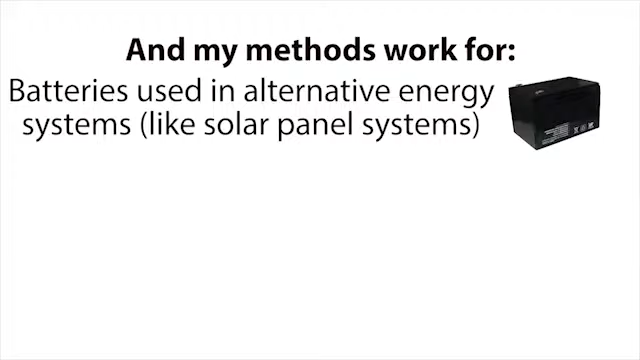 And my methods work for:
Batteries used in alternative energy
systems (like solar panel systems)